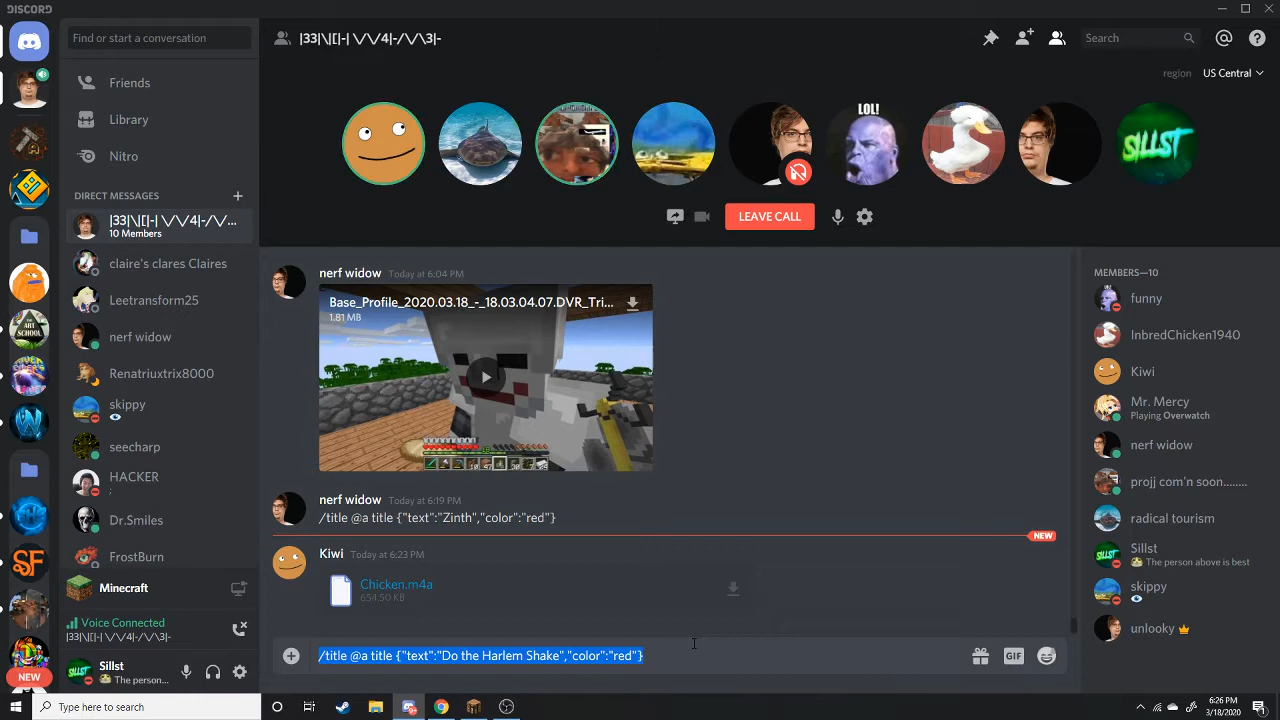 DISCORD
Find or start a conversation
Friends
Library
Nitro
DIRECT MESSAGES
|33|\|[|-| \/\/4|-/\/\...
10 Members
claire's clares Claires
Leetransform25
nerf widow
Renatriuxtrix8000
skippy
seecharp
HACKER
;
Dr.Smiles
FrostBurn
NEW
Minecraft
Voice Connected
|33|\|[|-| \/\/4|-/\/\3|-
Sillst
The person...
|33|\|[|-| \/\/4|-/\/\3|-
Search
region
US Central
LOL!
SILLST
LEAVE CALL
nerf widow Today at 6:04 PM
Base_Profile_2020.03.18_-_18.03.04.07.DVR_Tri...
1.81 MB
nerf widow Today at 6:19 PM
/title @a title {"text":"Zinth","color":"red"}
NEW
Kiwi Today at 6:23 PM
Chicken.m4a
654.50 KB
/title @a title {"text":"Do the Harlem Shake","color":"red"}
GIF
MEMBERS—10
funny
InbredChicken1940
Kiwi
Mr. Mercy
Playing Overwatch
nerf widow
projj com'n soon........
radical tourism
Sillst
The person above is best
skippy
unlooky
Type here to search
6:26 PM
3/18/2020